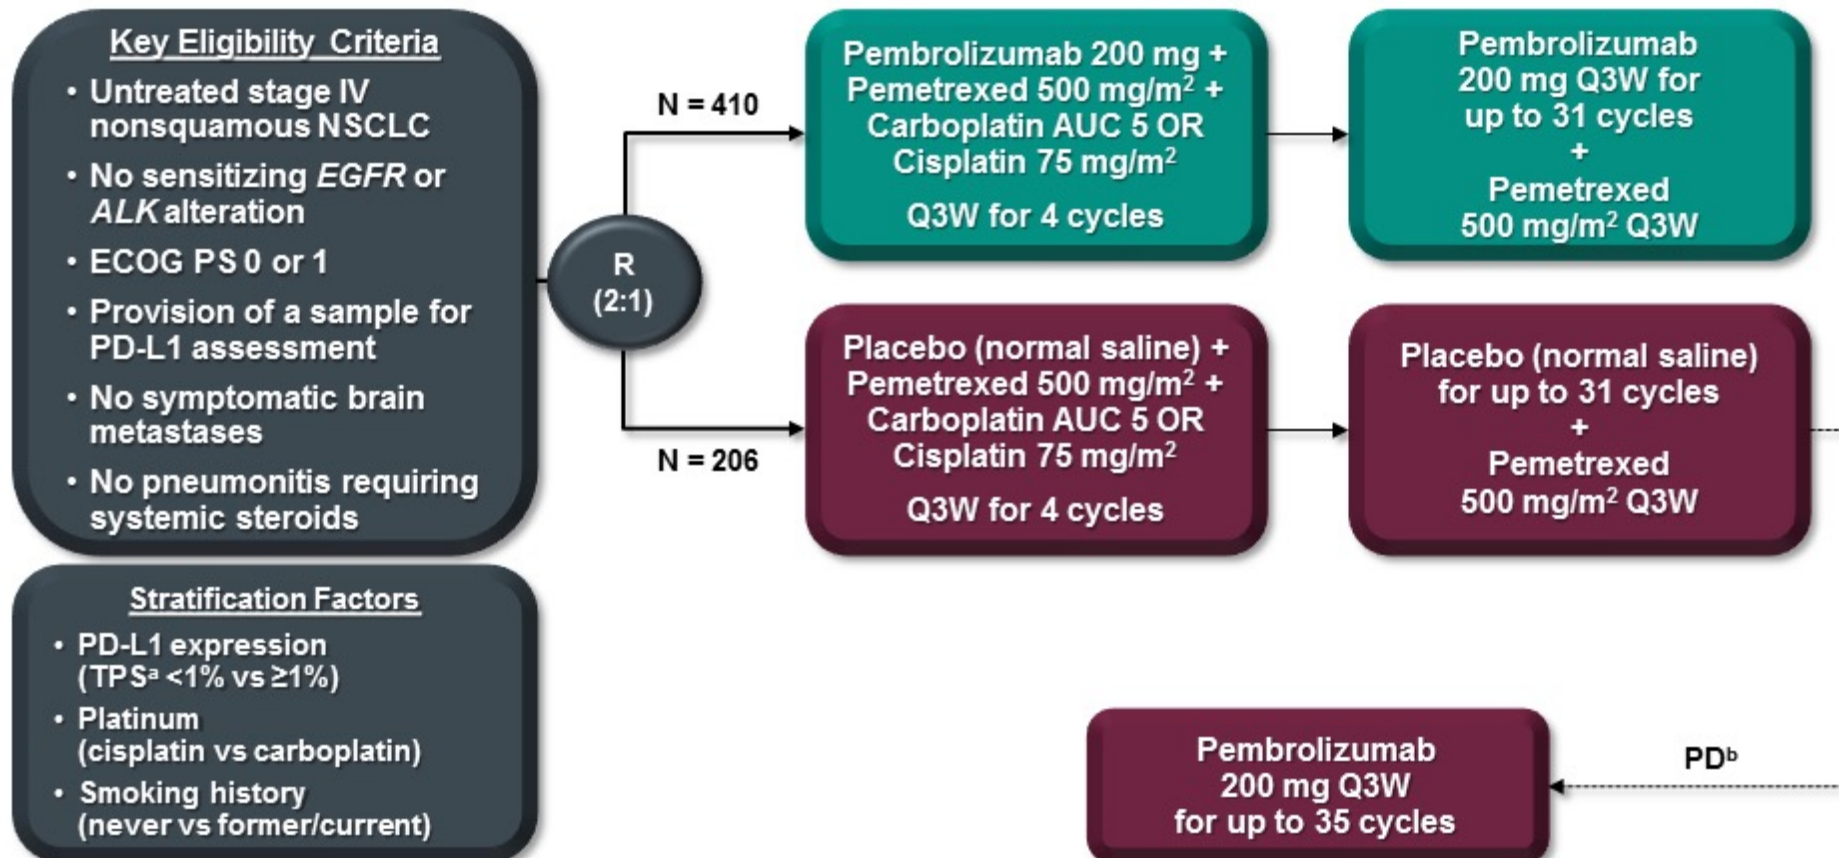 Key Eligibility Criteria
• Untreated stage IV
nonsquamous NSCLC
• No sensitizing EGFR or
ALK alteration
• ECOG PS 0 or 1
• Provision of a sample for
PD-L1 assessment
• No symptomatic brain
metastases
• No pneumonitis requiring
systemic steroids
Stratification Factors
• PD-L1 expression
(TPSᵃ <1% vs ≥1%)
• Platinum
(cisplatin vs carboplatin)
• Smoking history
(never vs former/current)
R
(2:1)
N = 410
Pembrolizumab 200 mg +
Pemetrexed 500 mg/m² +
Carboplatin AUC 5 OR
Cisplatin 75 mg/m²
Q3W for 4 cycles
Pembrolizumab
200 mg Q3W for
up to 31 cycles
+
Pemetrexed
500 mg/m² Q3W
N = 206
Placebo (normal saline) +
Pemetrexed 500 mg/m² +
Carboplatin AUC 5 OR
Cisplatin 75 mg/m²
Q3W for 4 cycles
Placebo (normal saline)
for up to 31 cycles
+
Pemetrexed
500 mg/m² Q3W
PDᵇ
Pembrolizumab
200 mg Q3W
for up to 35 cycles